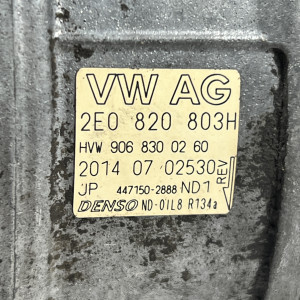 VW AG
2E0 820 803H
HVW 906 830 02 60
2014 07 02530
JP 447150-2888 ND1
REV
DENSO ND-OIL8 R134a